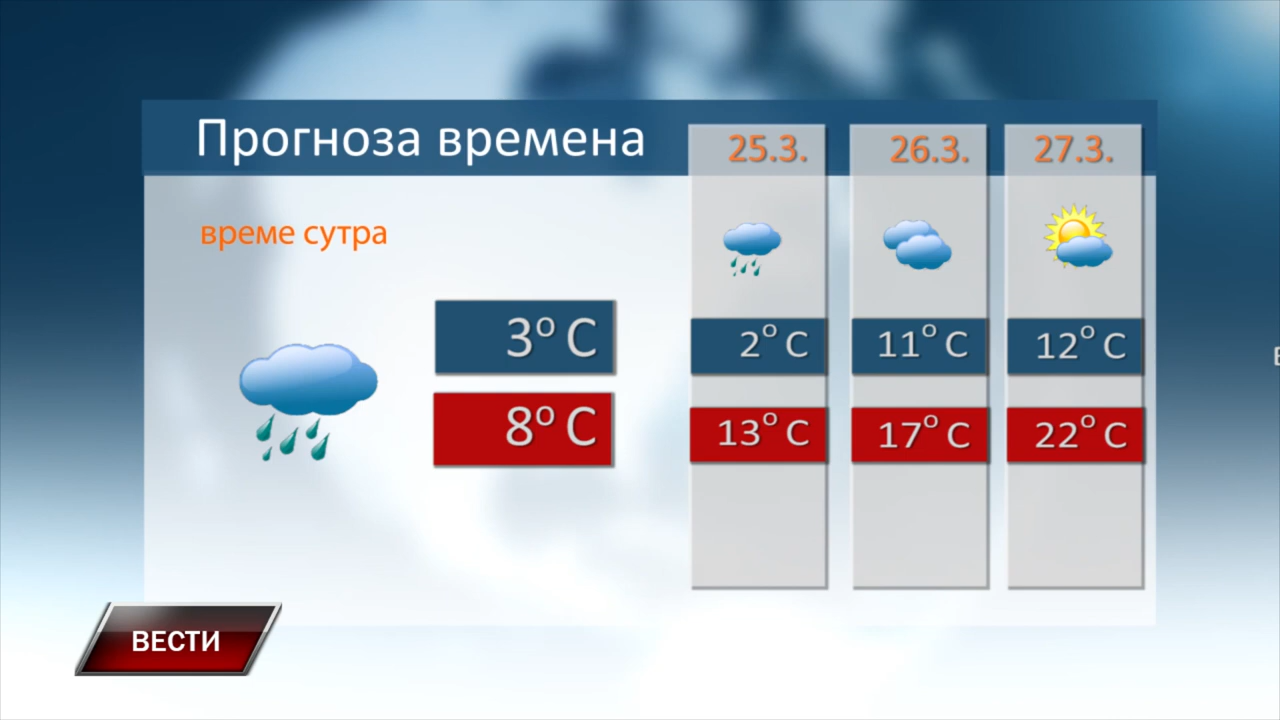 Прогноза времена
време сутра
3° C
8° C
25.3.
2° C
13° C
26.3.
11° C
17° C
27.3.
12° C
22° C
ВЕСТИ